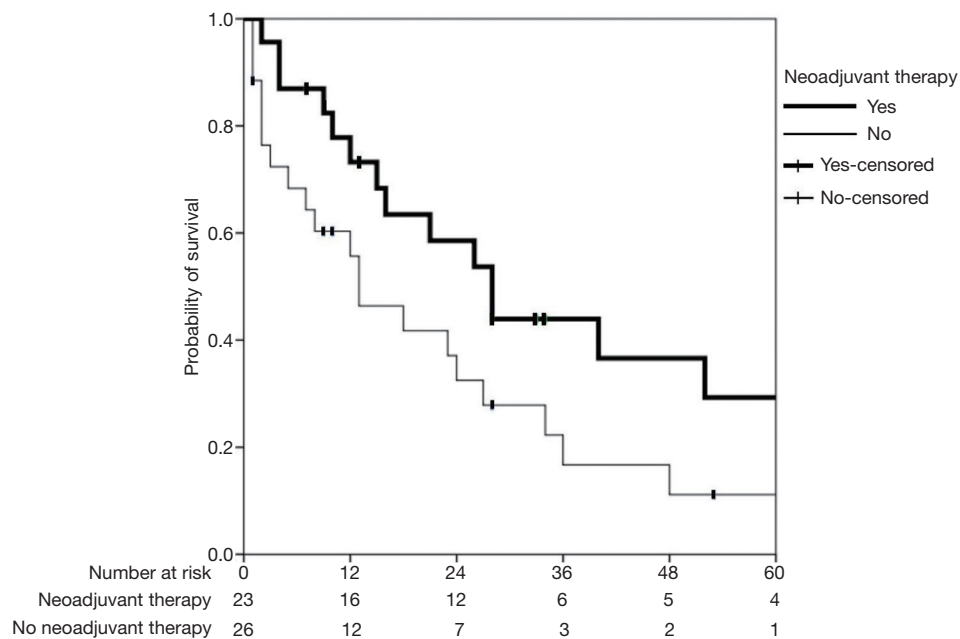 1.0
0.8
0.6
0.4
0.2
0.0
Probability of survival
Neoadjuvant therapy
Yes
No
Yes-censored
No-censored
Number at risk 0 12 24 36 48 60
Neoadjuvant therapy 23 16 12 6 5 4
No neoadjuvant therapy 26 12 7 3 2 1